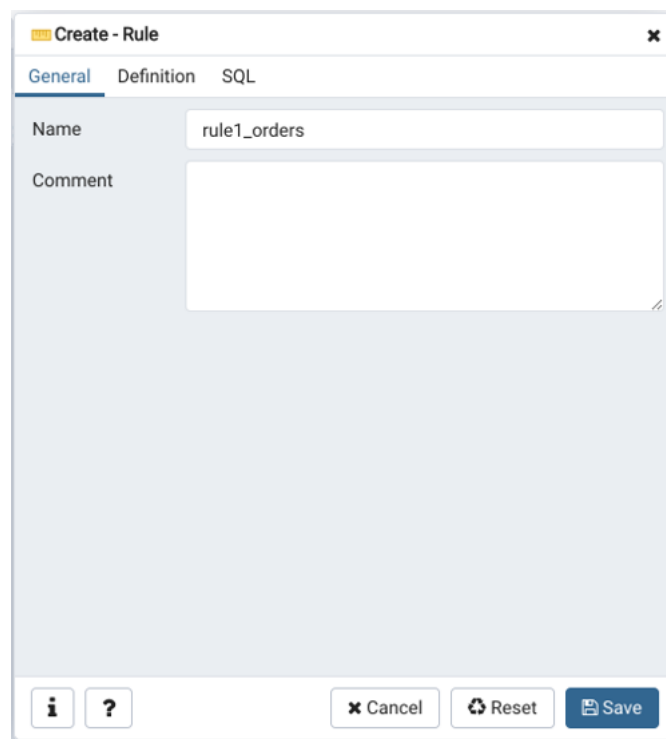 Create - Rule
General Definition SQL
Name rule1_orders
Comment
i ? Cancel Reset Save